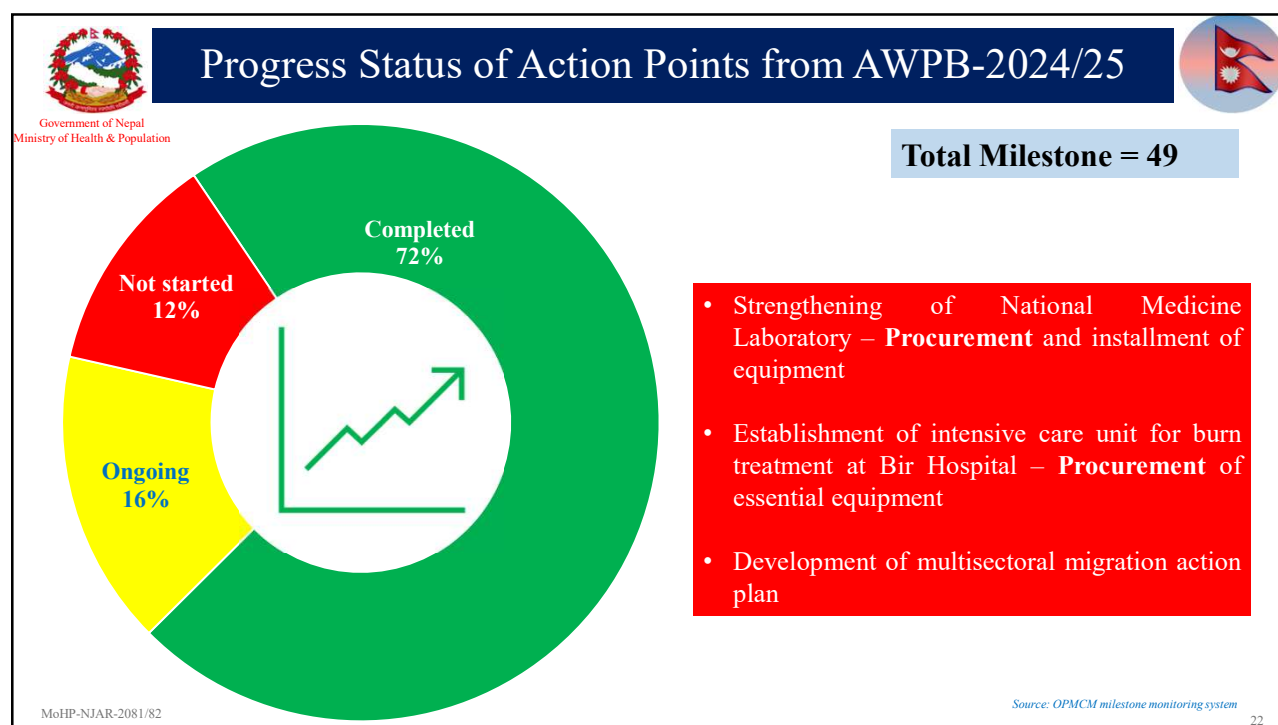 Progress Status of Action Points from AWPB-2024/25
Government of Nepal
Ministry of Health & Population
Total Milestone = 49
Completed
72%
Not started
12%
Ongoing
16%
• Strengthening of National Medicine
Laboratory – Procurement and installment of
equipment
• Establishment of intensive care unit for burn
treatment at Bir Hospital – Procurement of
essential equipment
• Development of multisectoral migration action
plan
MoHP-NJAR-2081/82
Source: OPMCM milestone monitoring system
22